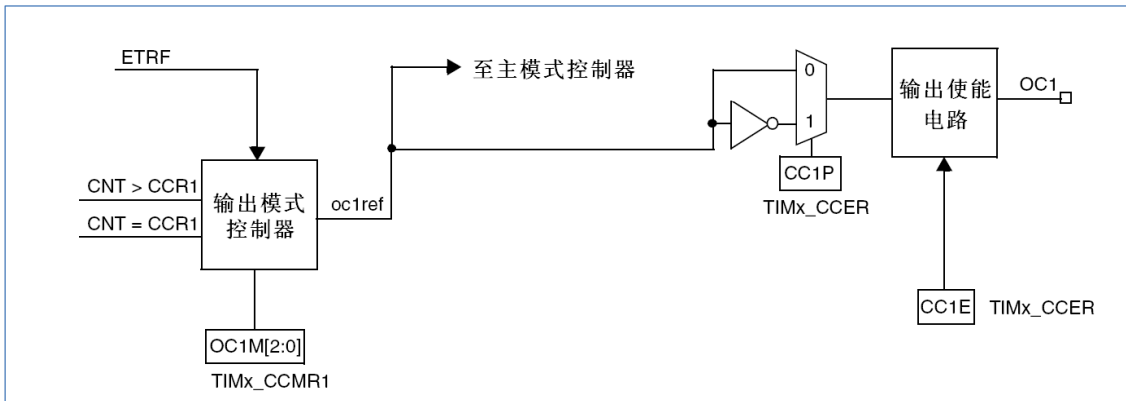 ETRF
至主模式控制器
0
1
输出使能
电路
OC1
CC1P
TIMx_CCER
CNT > CCR1
CNT = CCR1
输出模式
控制器
oc1ref
CC1E
TIMx_CCER
OC1M[2:0]
TIMx_CCMR1